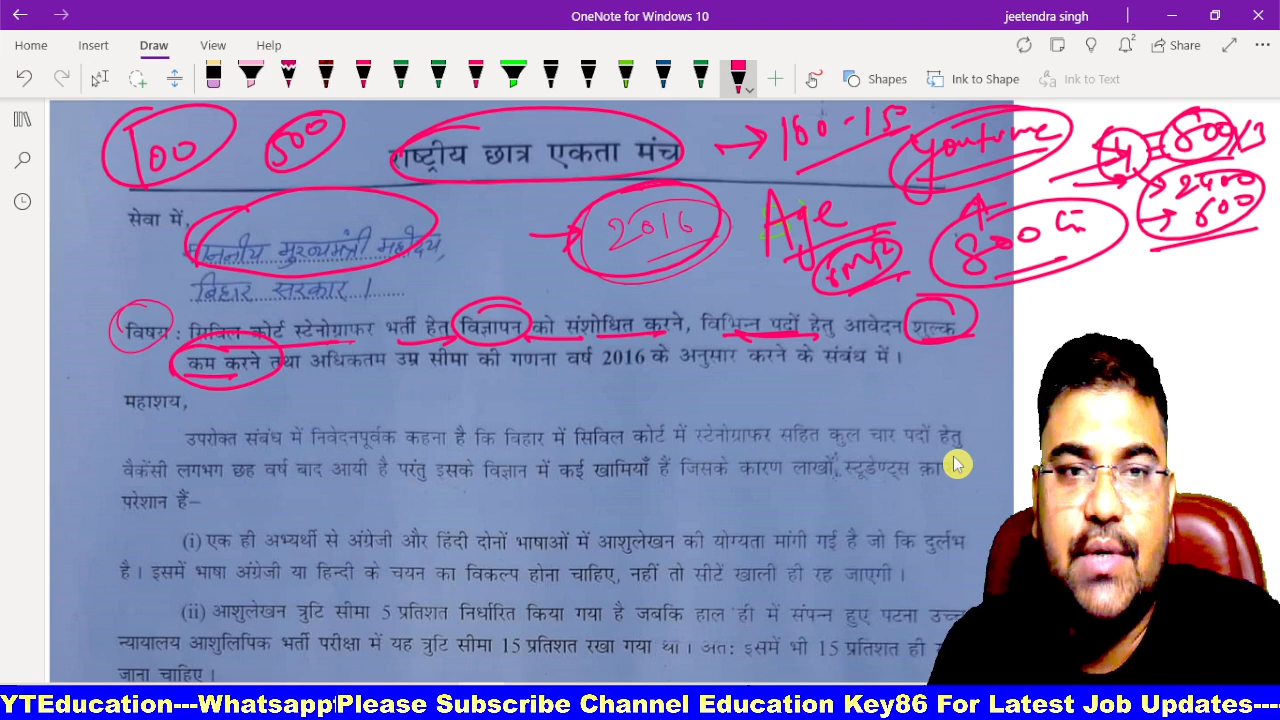 OneNote for Windows 10
jeetendra singh
Home Insert Draw View Help
Share
Shapes Ink to Shape Ink to Text
100 500 राष्ट्रीय छात्र एकता मंच 100-15 Youtube 800/3
2400
600
सेवा में,
माननीय मुख्यमंत्री महोदय,
2016 Age 800 के
बिहार सरकार।
विषय : सिविल कोर्ट स्टेनोग्राफर भर्ती हेतु विज्ञापन को संशोधित करने, विभिन्न पदों हेतु आवेदन शुल्क
कम करने तथा अधिकतम उम्र सीमा की गणना वर्ष 2016 के अनुसार करने के संबंध में।
महाशय,
उपरोक्त संबंध में निवेदनपूर्वक कहना है कि बिहार में सिविल कोर्ट में स्टेनोग्राफर सहित कुल चार पदों हेतु
वैकेंसी लगभग छह वर्ष बाद आयी है परंतु इसके विज्ञान में कई खामियाँ हैं जिसके कारण लाखों स्टूडेण्ट्स
परेशान हैं–
(i) एक ही अभ्यर्थी से अंग्रेजी और हिंदी दोनों भाषाओं में आशुलेखन की योग्यता मांगी गई है जो कि दुर्लभ
है। इसमें भाषा अंग्रेजी या हिन्दी के चयन का विकल्प होना चाहिए, नहीं तो सीटें खाली ही रह जाएगी।
(ii) आशुलेखन त्रुटि सीमा 5 प्रतिशत निर्धारित किया गया है जबकि हाल ही में संपन्न हुए पटना उच्च
न्यायालय आशुलिपिक भर्ती परीक्षा में यह त्रुटि सीमा 15 प्रतिशत रखा गया था। अतः इसमें भी 15 प्रतिशत ही
जाना चाहिए।
YTEducation---Whatsapp Please Subscribe Channel Education Key86 For Latest Job Updates---